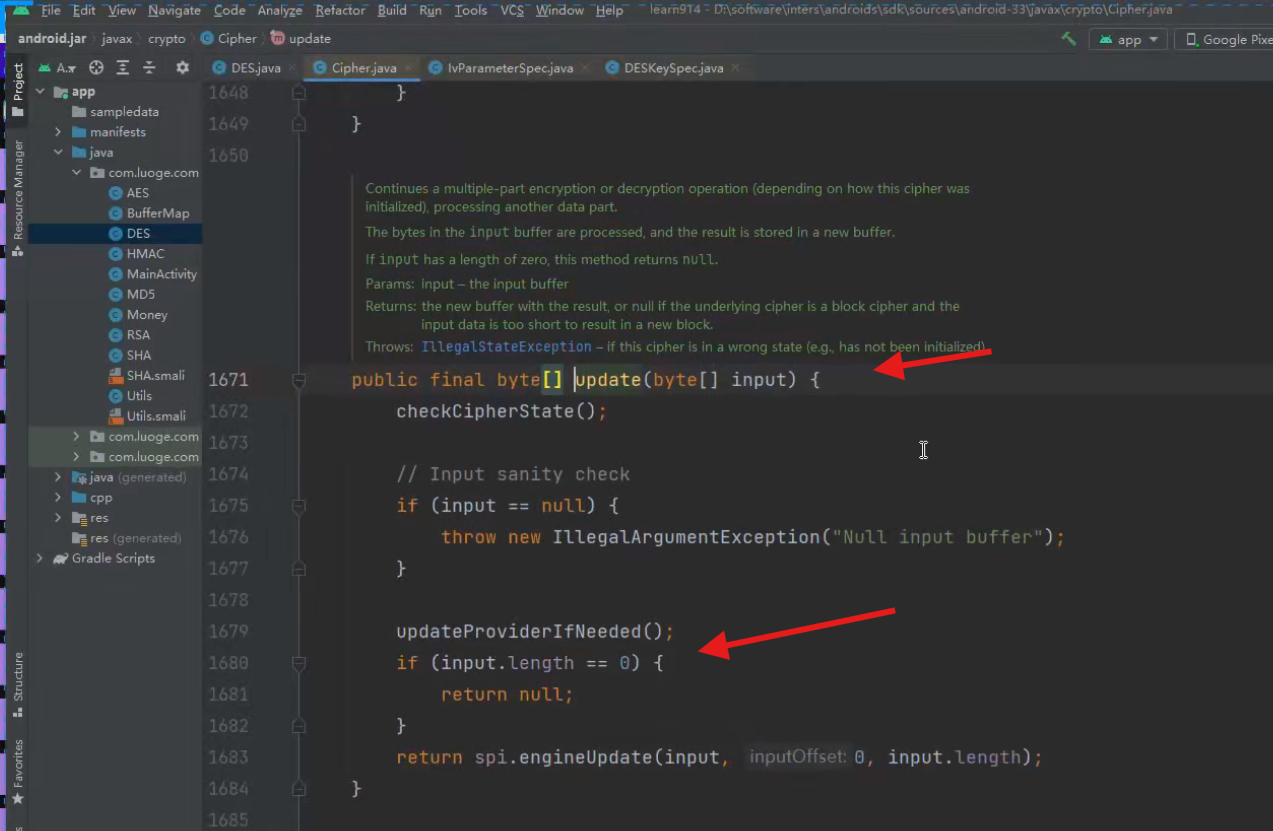 File Edit View Navigate Code Analyze Refactor Build Run Tools VCS Window Help learn914 - D:\software\inters\androids\sdk\sources\android-33\javax\crypto\Cipher.java
android.jar javax crypto Cipher update app Google Pixe
Project
Resource Manager
Structure
Favorites
A..
DES.java Cipher.java IvParameterSpec.java DESKeySpec.java
app
sampledata
manifests
java
com.luoge.com
AES
BufferMap
DES
HMAC
MainActivity
MD5
Money
RSA
SHA
SHA.smali
Utils
Utils.smali
com.luoge.com
com.luoge.com
java (generated)
cpp
res
res (generated)
Gradle Scripts
1648 }
1649 }
1650
Continues a multiple-part encryption or decryption operation (depending on how this cipher was
initialized), processing another data part.
The bytes in the input buffer are processed, and the result is stored in a new buffer.
If input has a length of zero, this method returns null.
Params: input – the input buffer
Returns: the new buffer with the result, or null if the underlying cipher is a block cipher and the
input data is too short to result in a new block.
Throws: IllegalStateException – if this cipher is in a wrong state (e.g., has not been initialized)
1671 public final byte[] update(byte[] input) {
1672 checkCipherState();
1673
1674 // Input sanity check
1675 if (input == null) {
1676 throw new IllegalArgumentException("Null input buffer");
1677 }
1678
1679 updateProviderIfNeeded();
1680 if (input.length == 0) {
1681 return null;
1682 }
1683 return spi.engineUpdate(input, inputOffset: 0, input.length);
1684 }
1685